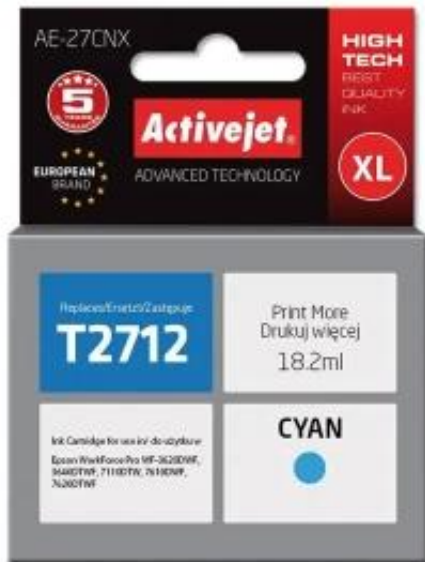 AE-27CNX
HIGH
TECH
BEST
QUALITY
INK
5
YEARS
Activejet.
EUROPEAN
BRAND
ADVANCED TECHNOLOGY
XL
Replaces/Ersetzt/Zastępuje
T2712
Print More
Drukuj więcej
18.2ml
Ink Cartridge for use in/ do użytku w
Epson WorkForce Pro WF-3620DWF,
3640DTWF, 7110DTW, 7610DWF,
7620DTWF
CYAN